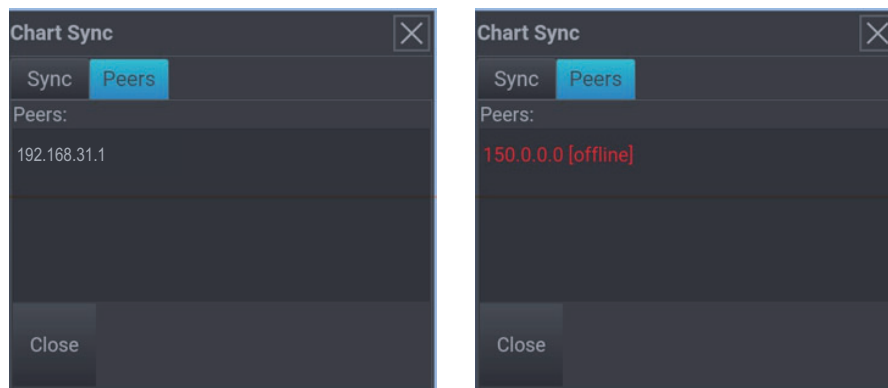 Chart Sync
Sync Peers
Peers:
192.168.31.1
Close
Chart Sync
Sync Peers
Peers:
150.0.0.0 [offline]
Close